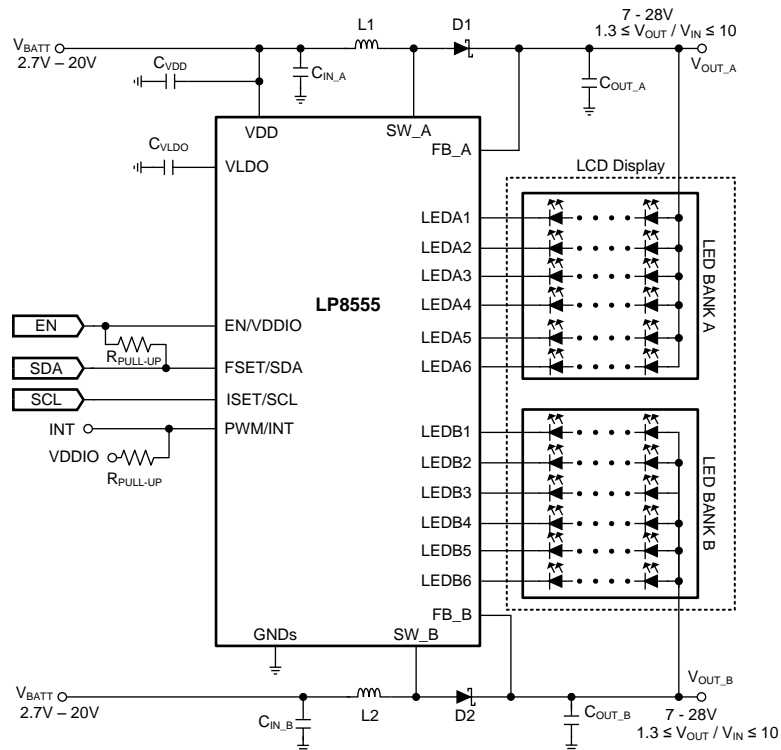 7 - 28V
1.3 ≤ VOUT / VIN ≤ 10
VBATT
2.7V – 20V
L1
D1
VOUT_A
CVDD
CIN_A
COUT_A
VDD
SW_A
FB_A
CVLDO
VLDO
LCD Display
LEDA1
LEDA2
LEDA3
LEDA4
LEDA5
LEDA6
LED BANK A
LP8555
EN
EN/VDDIO
RPULL-UP
SDA
FSET/SDA
SCL
ISET/SCL
INT
PWM/INT
VDDIO
RPULL-UP
LEDB1
LEDB2
LEDB3
LEDB4
LEDB5
LEDB6
LED BANK B
FB_B
GNDs
SW_B
VBATT
2.7V – 20V
CIN_B
L2
D2
COUT_B
VOUT_B
7 - 28V
1.3 ≤ VOUT / VIN ≤ 10